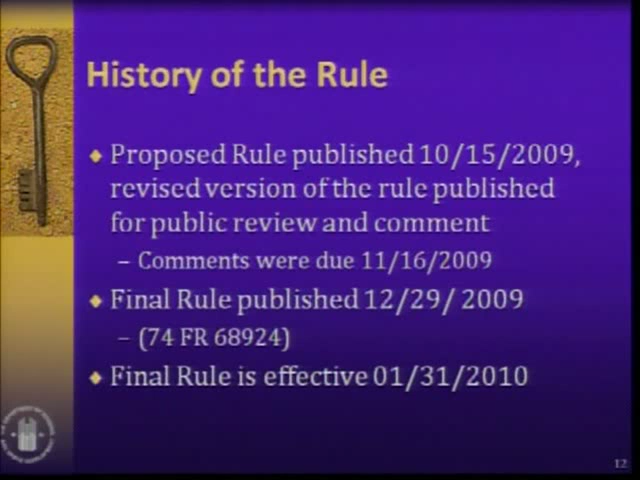 History of the Rule
Proposed Rule published 10/15/2009,
revised version of the rule published
for public review and comment
– Comments were due 11/16/2009
Final Rule published 12/29/ 2009
– (74 FR 68924)
Final Rule is effective 01/31/2010
12